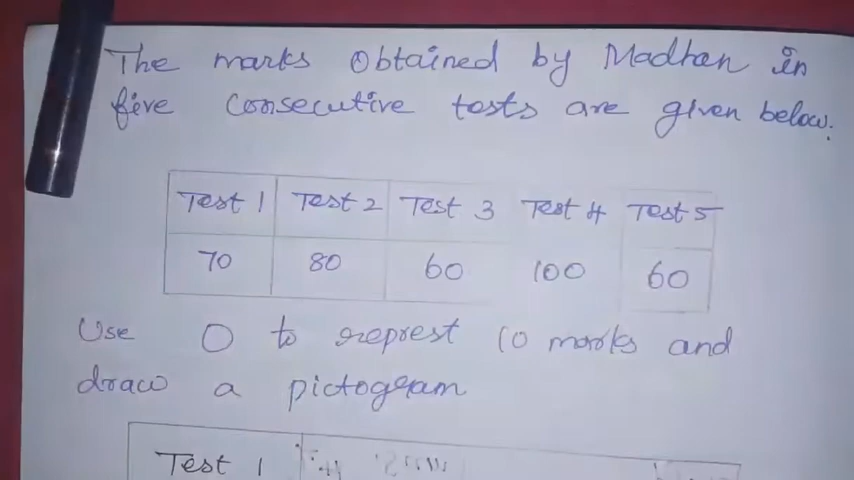 The marks Obtained by Madhan in
five Consecutive tests are given below.
Test 1 Test 2 Test 3 Test 4 Test 5
70 80 60 100 60
Use O to represt 10 marks and
draw a pictogram
Test 1